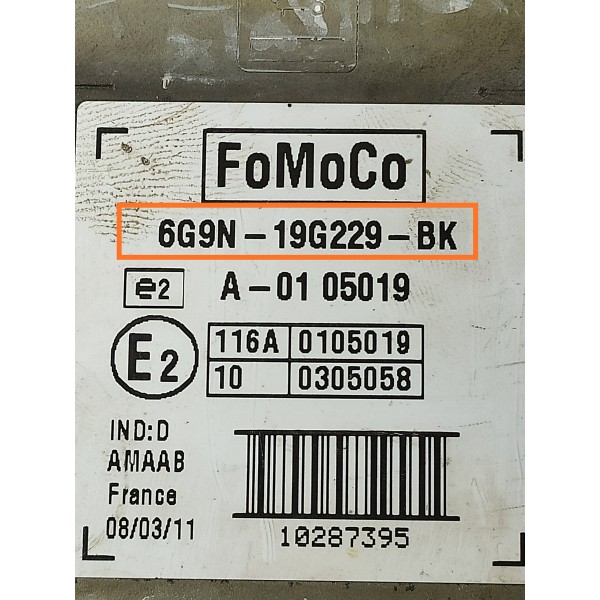 FoMoCo
6G9N-19G229-BK
e2 A-01 05019
E2
116A 0105019
10 0305058
IND:D
AMAAB
France
08/03/11
10287395